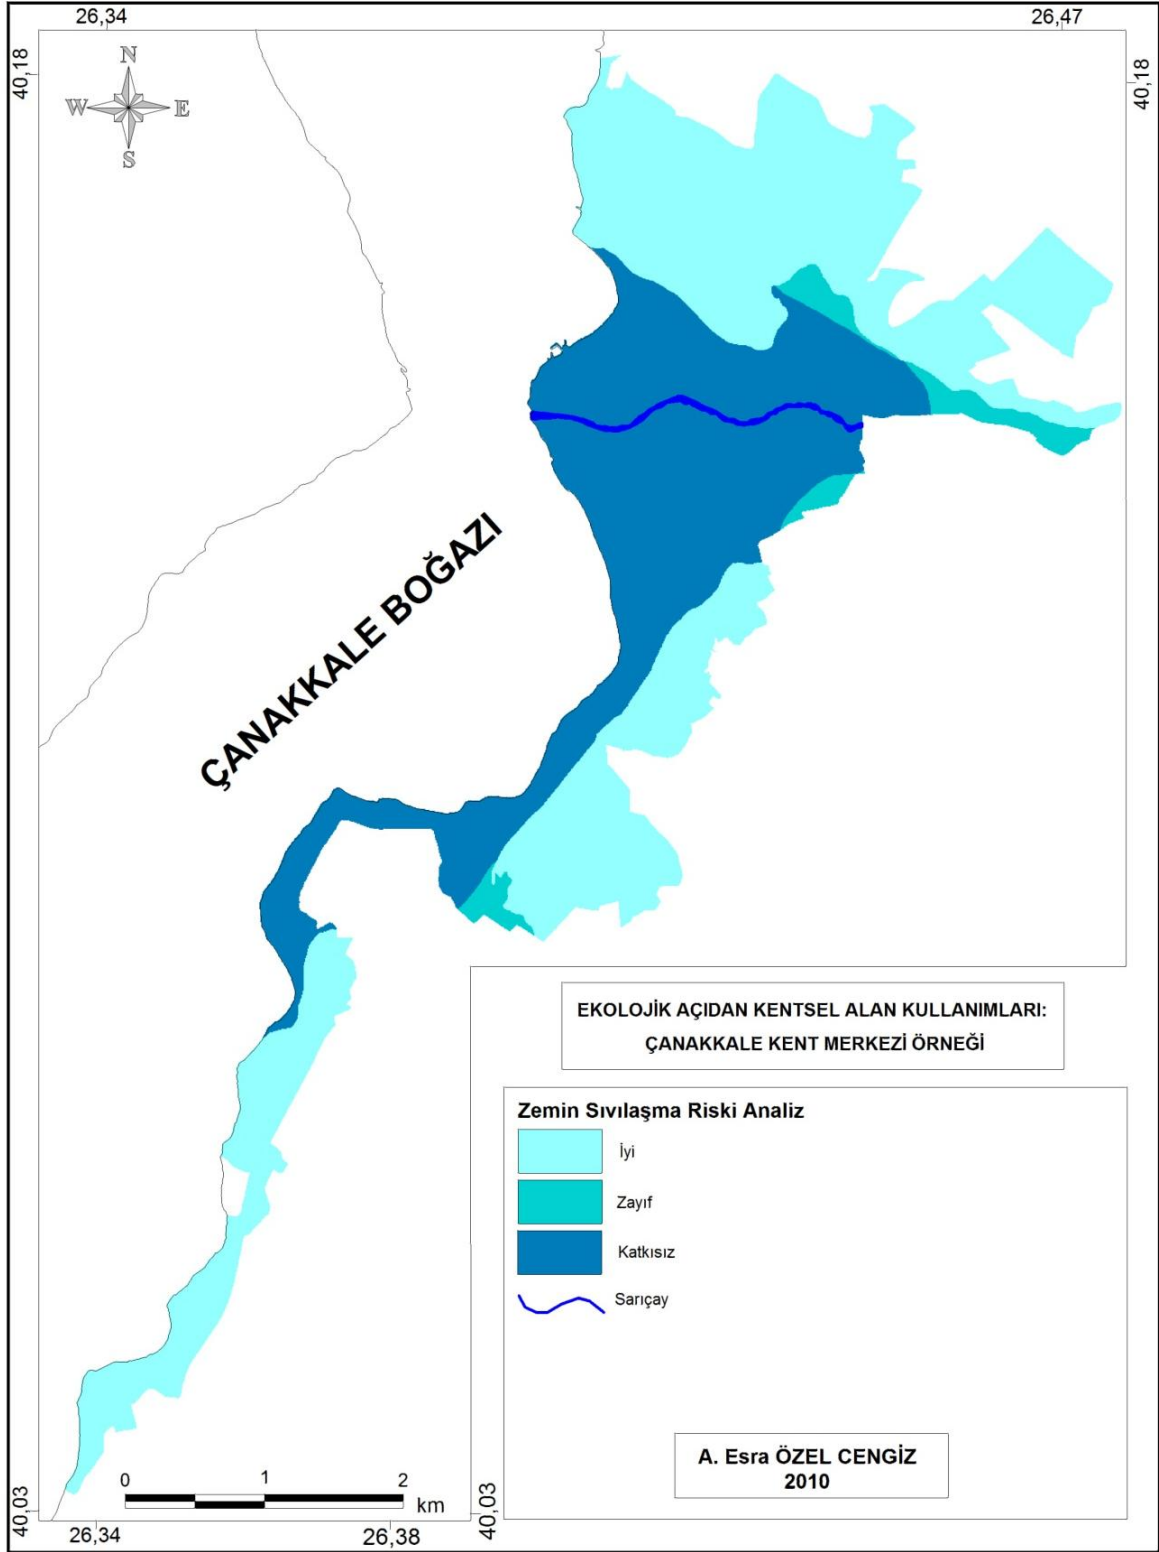 26,34
26,47
40,18
40,18
N
W
E
S
ÇANAKKALE BOĞAZI
EKOLOJİK AÇIDAN KENTSEL ALAN KULLANIMLARI:
ÇANAKKALE KENT MERKEZİ ÖRNEĞİ
Zemin Sıvılaşma Riski Analiz
İyi
Zayıf
Katkısız
Sarıçay
A. Esra ÖZEL CENGİZ
2010
0
1
2
km
40,03
40,03
26,34
26,38